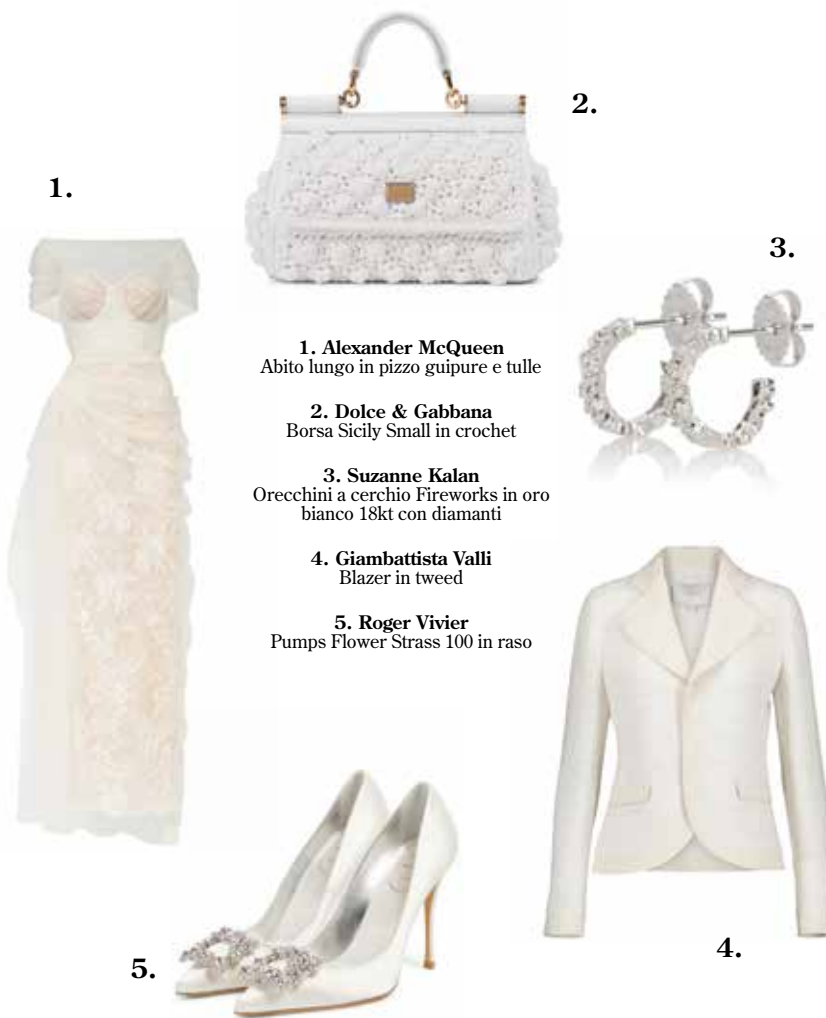 2.
1.
3.
1. Alexander McQueen
Abito lungo in pizzo guipure e tulle
2. Dolce & Gabbana
Borsa Sicily Small in crochet
3. Suzanne Kalan
Orecchini a cerchio Fireworks in oro
bianco 18kt con diamanti
4. Giambattista Valli
Blazer in tweed
5. Roger Vivier
Pumps Flower Strass 100 in raso
4.
5.